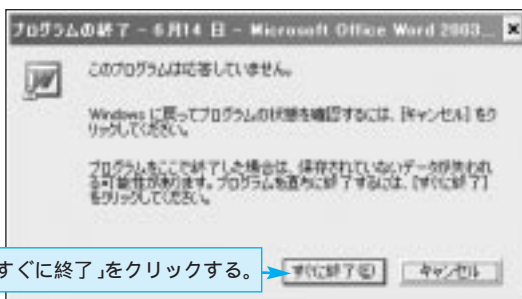 プログラムの終了 - 6月14 日 - Microsoft Office Word 2003...
このプログラムは応答していません。
Windows に戻ってプログラムの状態を確認するには、[キャンセル] をク
リックしてください。
プログラムをここで終了した場合は、保存されていないデータが失われ
る可能性があります。プログラムを直ちに終了するには、[すぐに終了]
をクリックしてください。
すぐに終了」をクリックする。
すぐに終了(E)
キャンセル